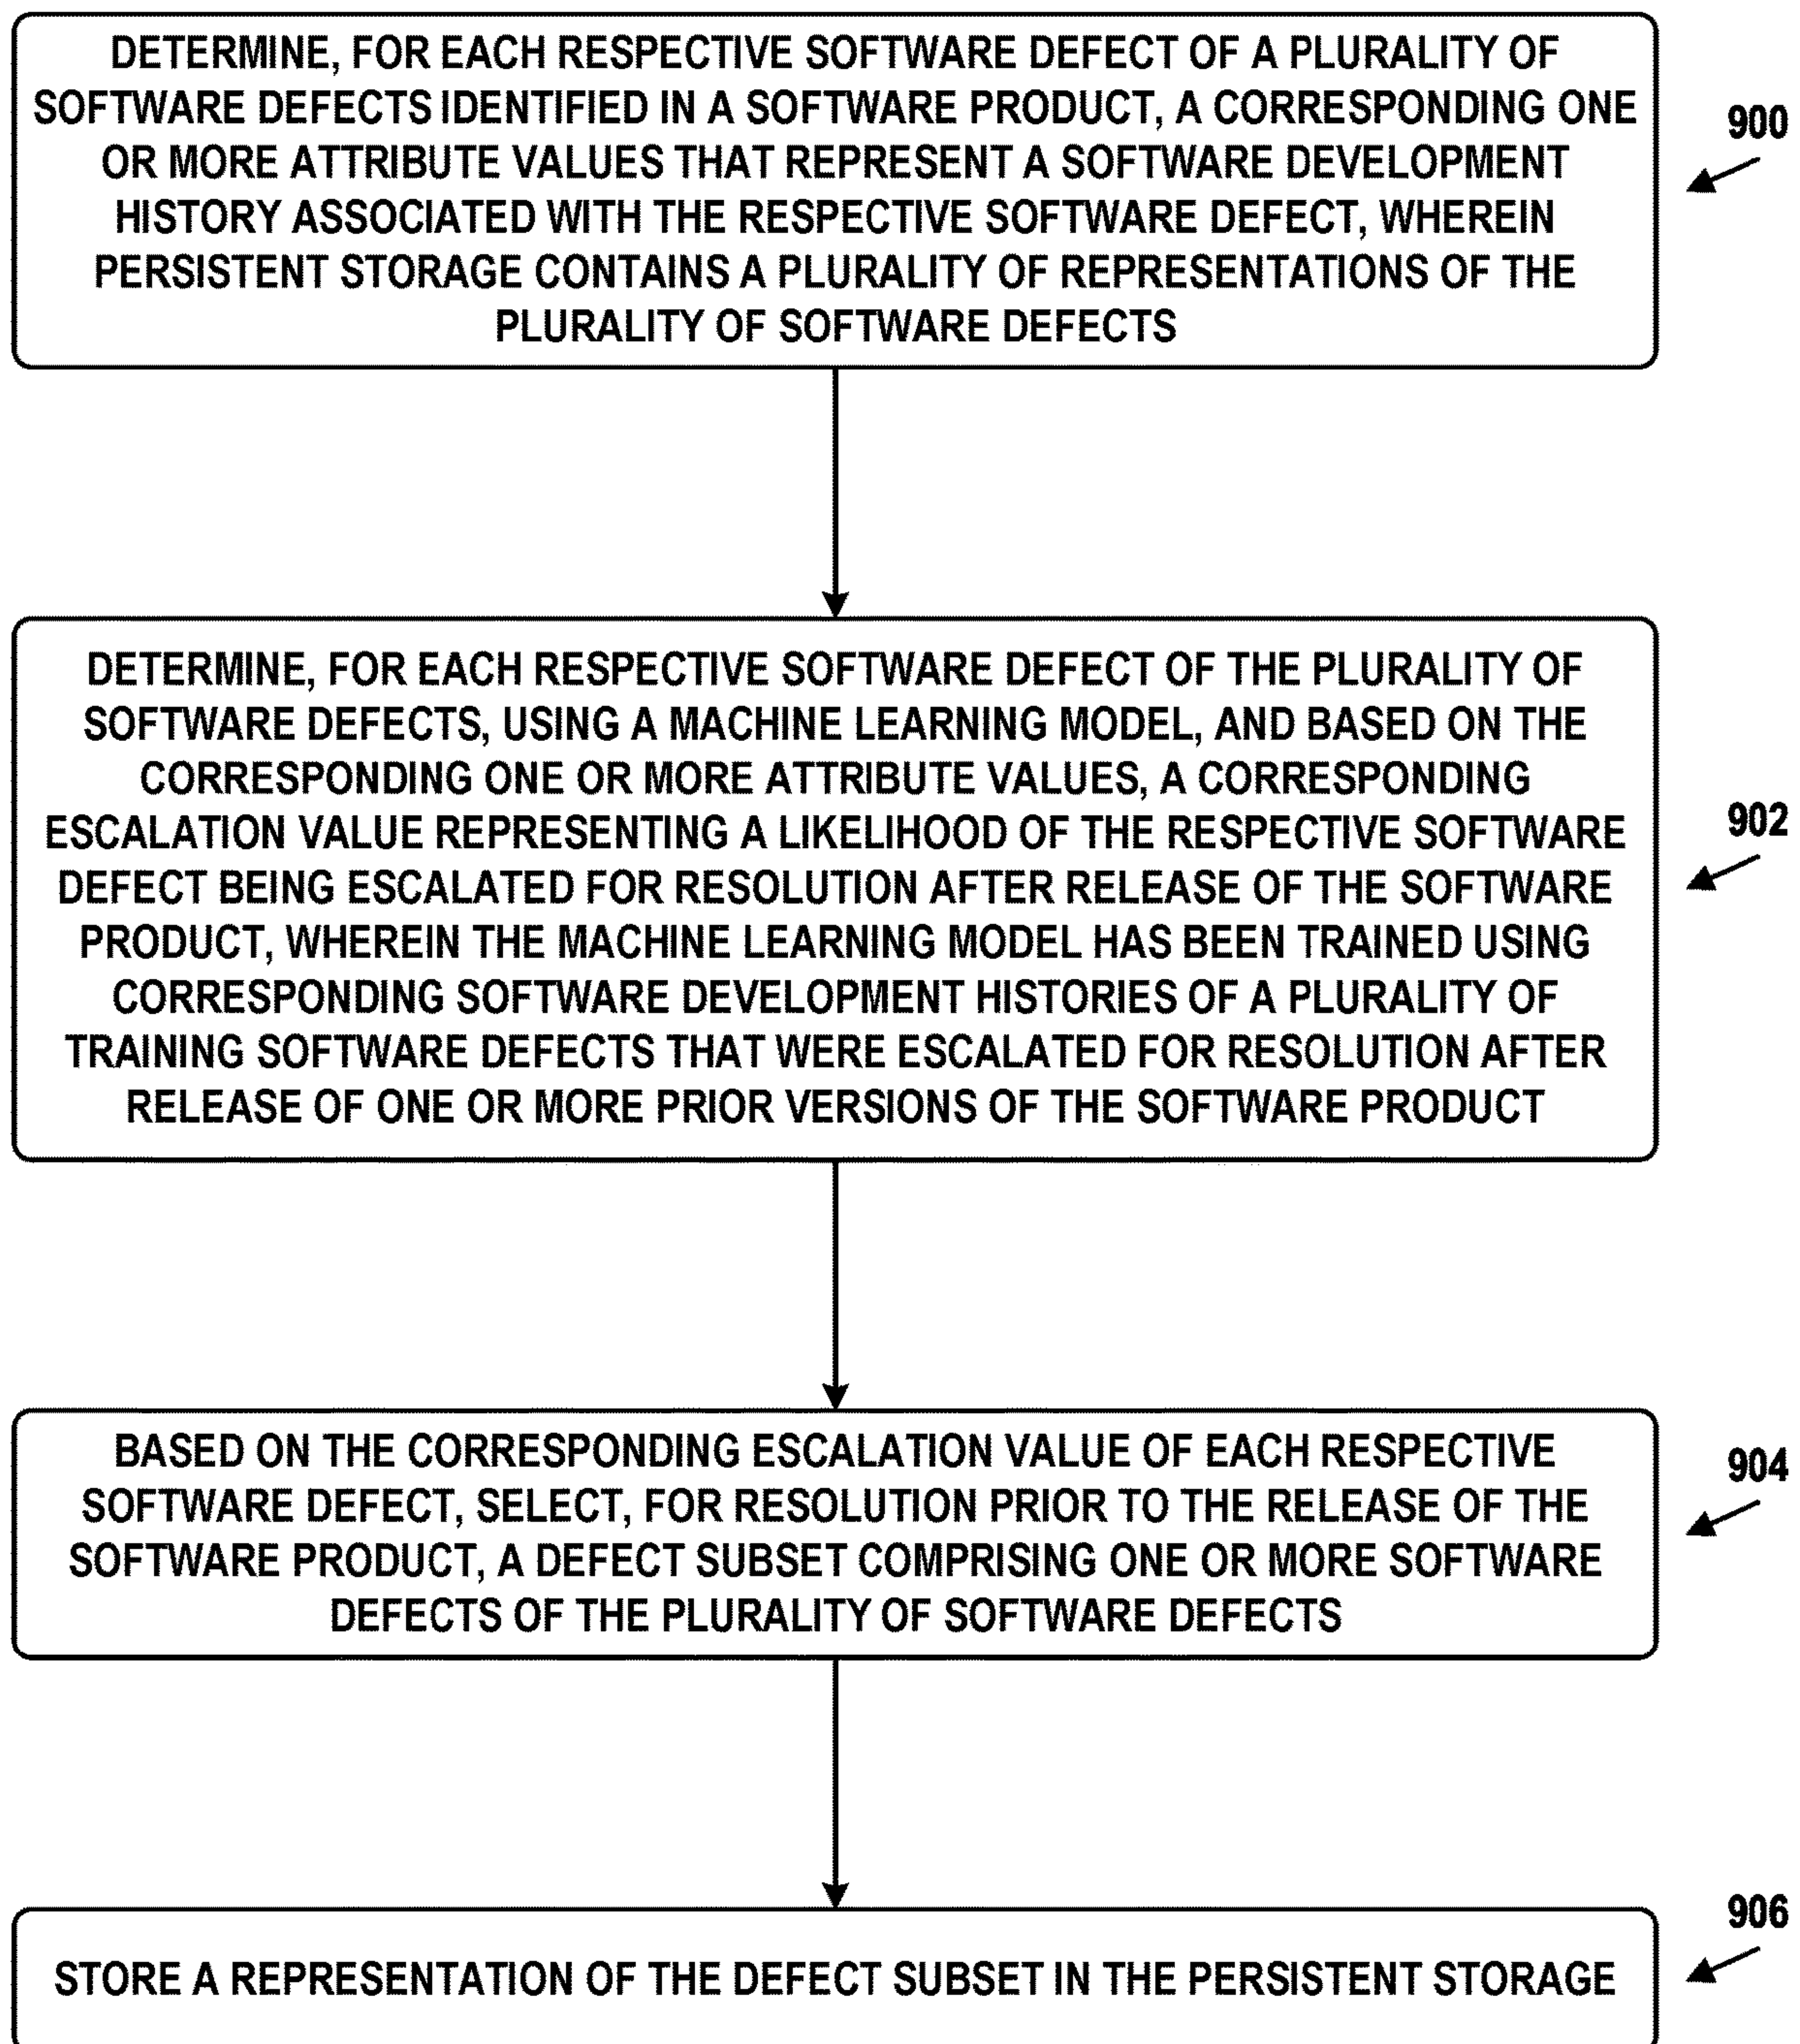 DETERMINE, FOR EACH RESPECTIVE SOFTWARE DEFECT OF A PLURALITY OF
SOFTWARE DEFECTS IDENTIFIED IN A SOFTWARE PRODUCT, A CORRESPONDING ONE
OR MORE ATTRIBUTE VALUES THAT REPRESENT A SOFTWARE DEVELOPMENT
HISTORY ASSOCIATED WITH THE RESPECTIVE SOFTWARE DEFECT, WHEREIN
PERSISTENT STORAGE CONTAINS A PLURALITY OF REPRESENTATIONS OF THE
PLURALITY OF SOFTWARE DEFECTS
900
DETERMINE, FOR EACH RESPECTIVE SOFTWARE DEFECT OF THE PLURALITY OF
SOFTWARE DEFECTS, USING A MACHINE LEARNING MODEL, AND BASED ON THE
CORRESPONDING ONE OR MORE ATTRIBUTE VALUES, A CORRESPONDING
ESCALATION VALUE REPRESENTING A LIKELIHOOD OF THE RESPECTIVE SOFTWARE
DEFECT BEING ESCALATED FOR RESOLUTION AFTER RELEASE OF THE SOFTWARE
PRODUCT, WHEREIN THE MACHINE LEARNING MODEL HAS BEEN TRAINED USING
CORRESPONDING SOFTWARE DEVELOPMENT HISTORIES OF A PLURALITY OF
TRAINING SOFTWARE DEFECTS THAT WERE ESCALATED FOR RESOLUTION AFTER
RELEASE OF ONE OR MORE PRIOR VERSIONS OF THE SOFTWARE PRODUCT
902
BASED ON THE CORRESPONDING ESCALATION VALUE OF EACH RESPECTIVE
SOFTWARE DEFECT, SELECT, FOR RESOLUTION PRIOR TO THE RELEASE OF THE
SOFTWARE PRODUCT, A DEFECT SUBSET COMPRISING ONE OR MORE SOFTWARE
DEFECTS OF THE PLURALITY OF SOFTWARE DEFECTS
904
STORE A REPRESENTATION OF THE DEFECT SUBSET IN THE PERSISTENT STORAGE
906